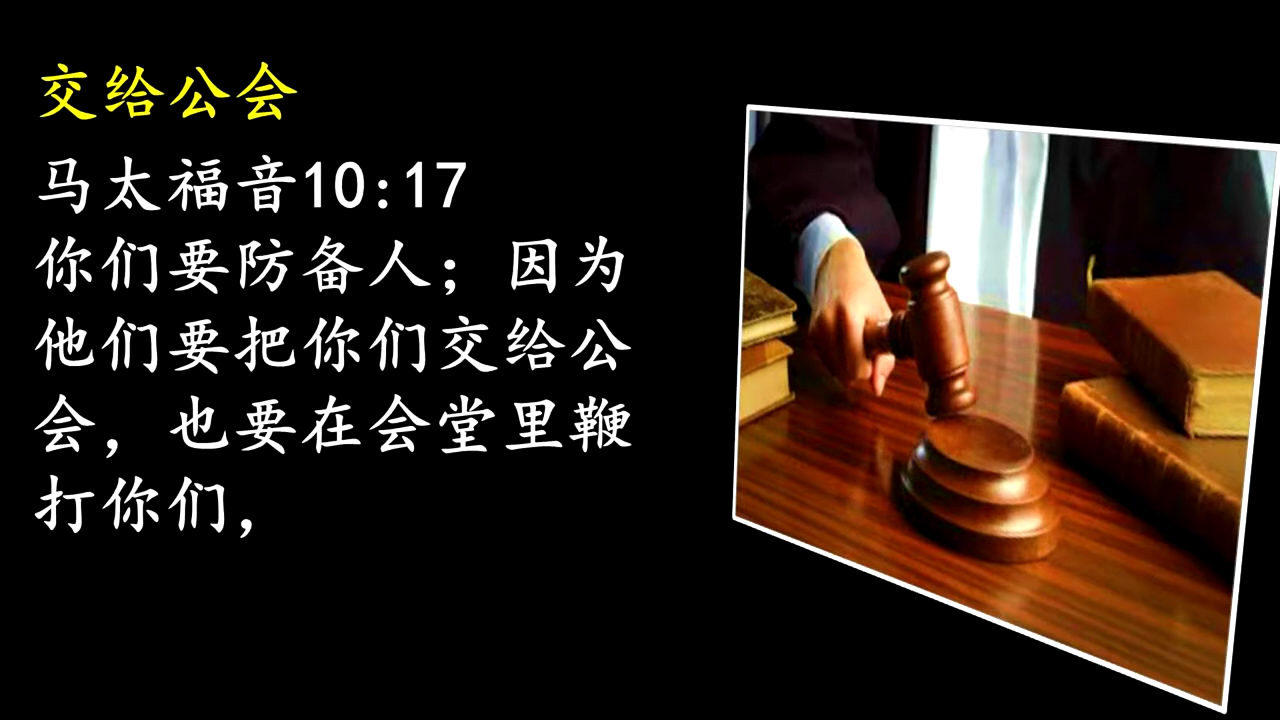 交给公会
马太福音10:17
你们要防备人；因为
他们要把你们交给公
会，也要在会堂里鞭
打你们，